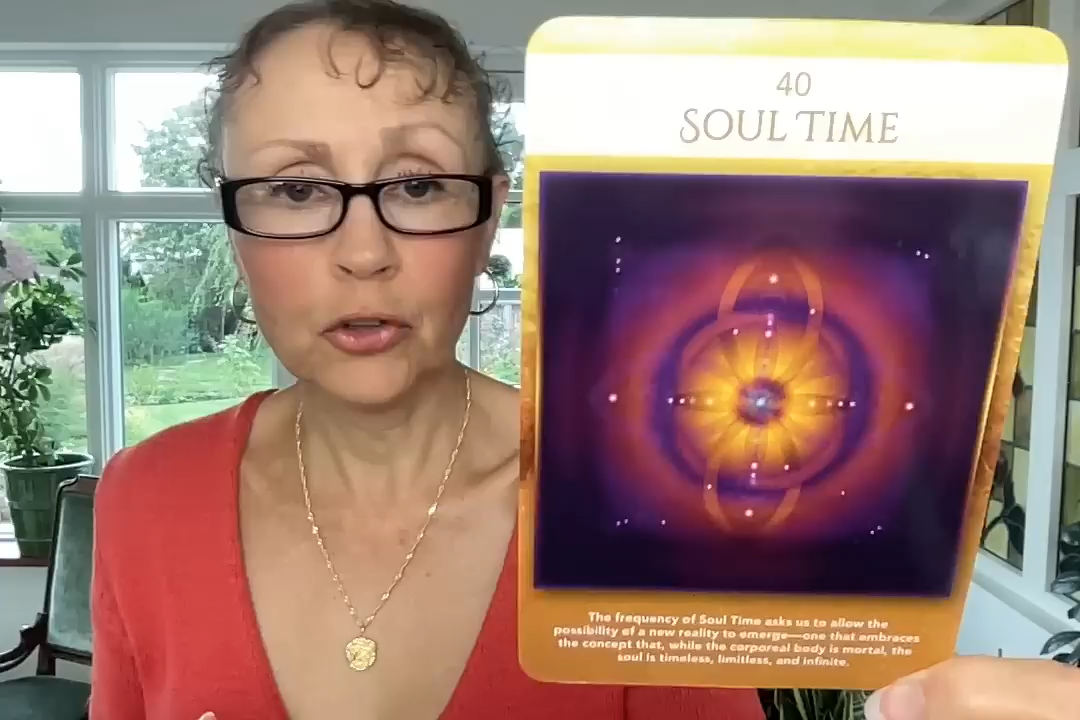 40
SOUL TIME
The frequency of Soul Time asks us to allow the
possibility of a new reality to emerge—one that embraces
the concept that, while the corporeal body is mortal, the
soul is timeless, limitless, and infinite.